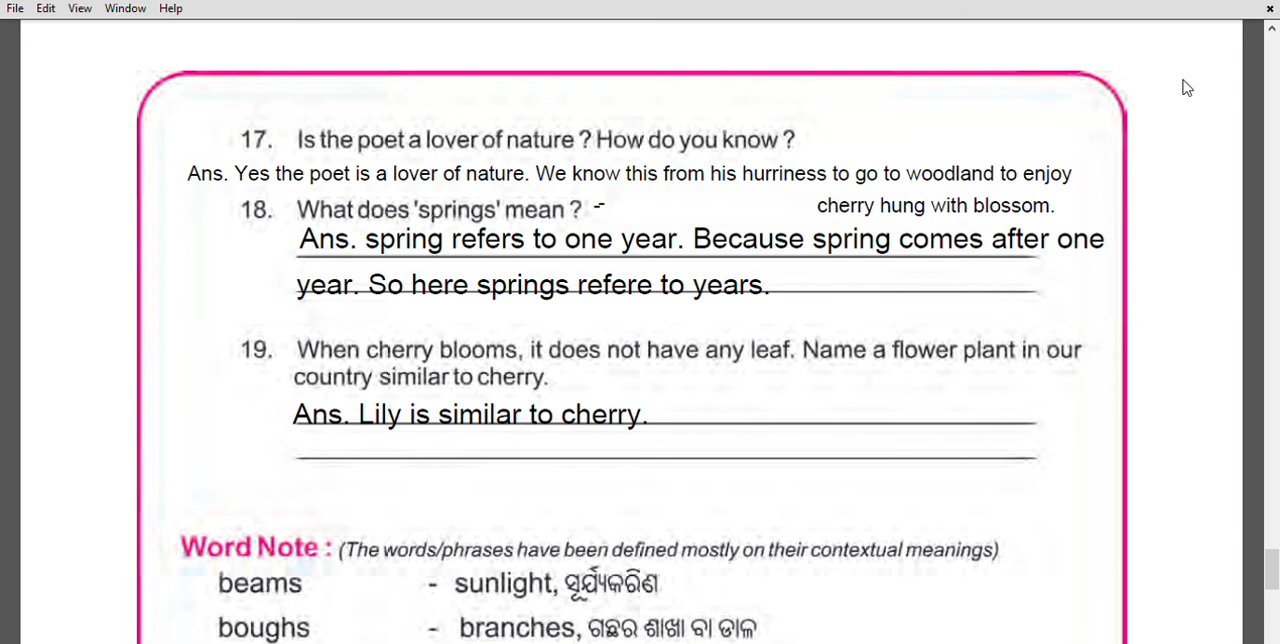 File Edit View Window Help ×
17. Is the poet a lover of nature ? How do you know ?
Ans. Yes the poet is a lover of nature. We know this from his hurriness to go to woodland to enjoy
cherry hung with blossom.
18. What does 'springs' mean ? -
Ans. spring refers to one year. Because spring comes after one
year. So here springs refere to years.
19. When cherry blooms, it does not have any leaf. Name a flower plant in our
country similar to cherry.
Ans. Lily is similar to cherry.
Word Note : (The words/phrases have been defined mostly on their contextual meanings)
beams - sunlight, ସୂର୍ଯ୍ୟକରିଣ
boughs - branches, ଗଛର ଶାଖା ବା ଡାଳ